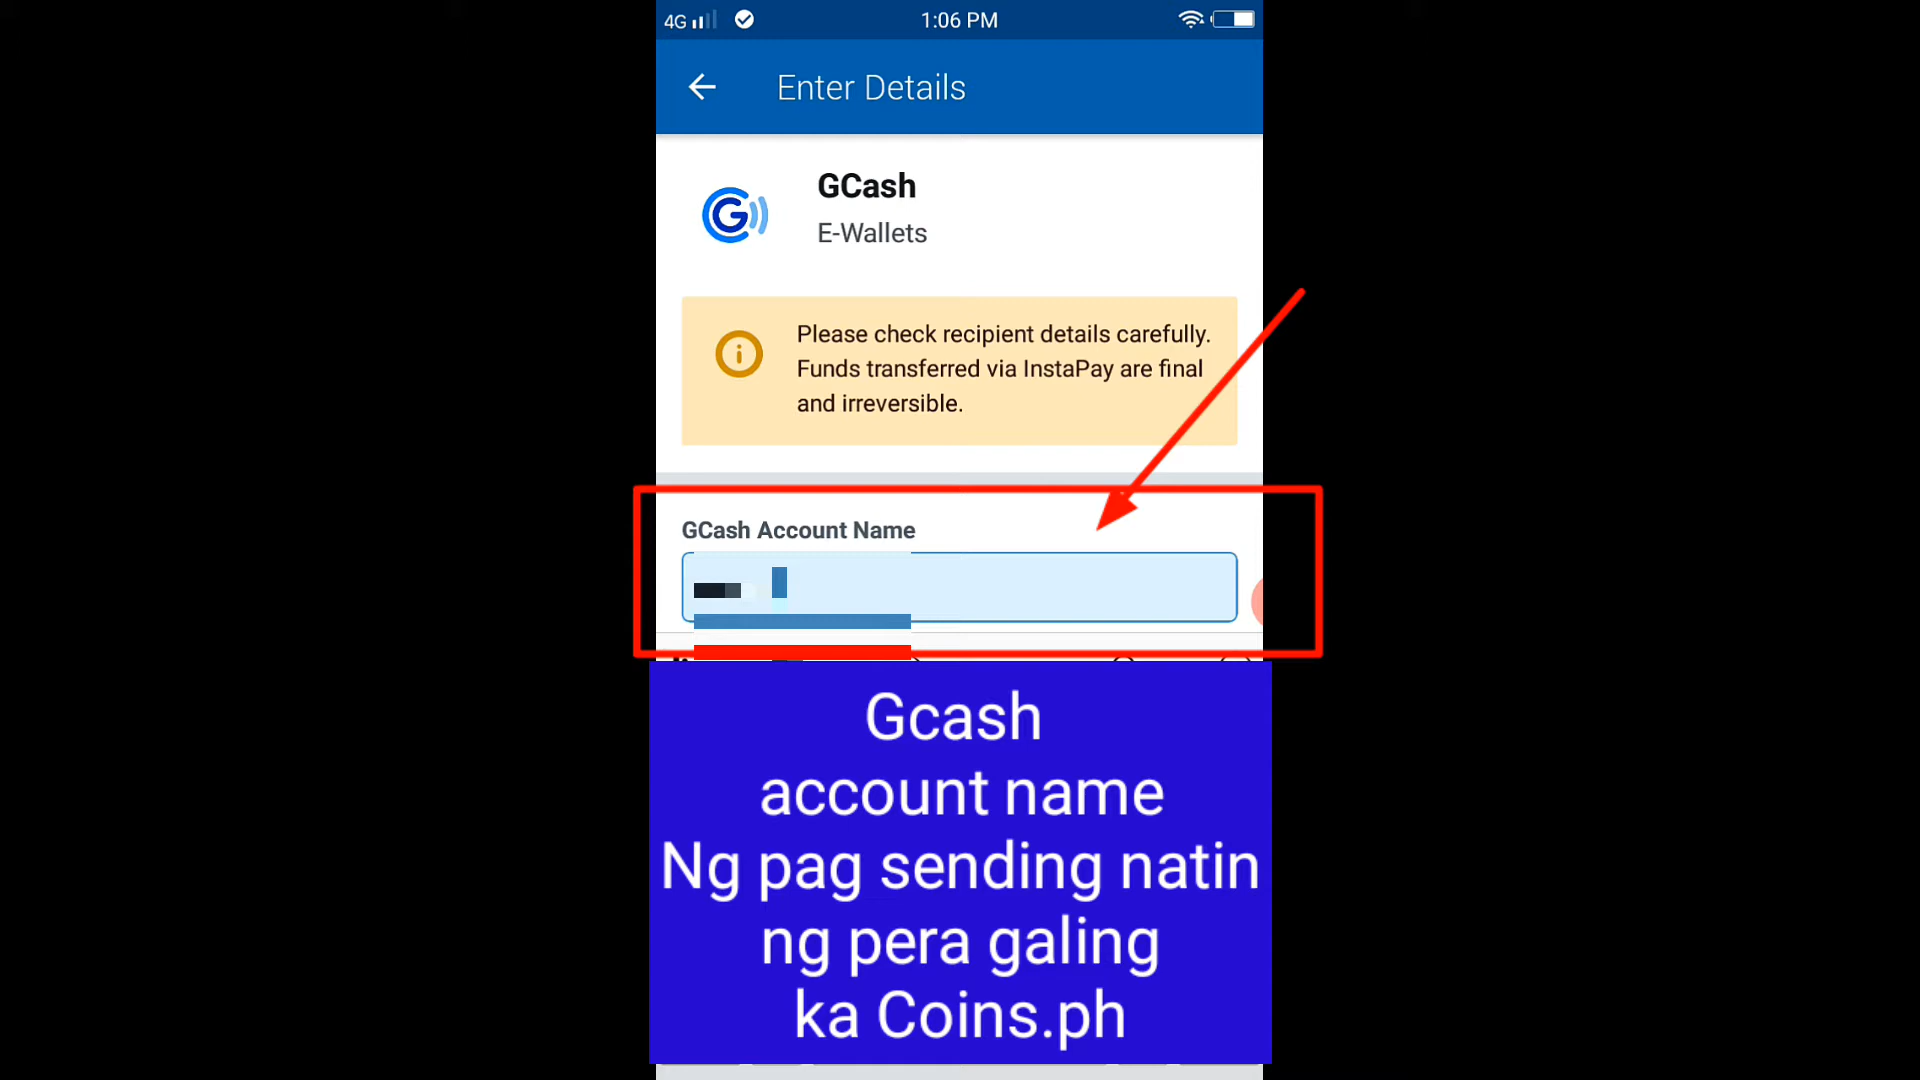 4G 1:06 PM
Enter Details
GCash
E-Wallets
Please check recipient details carefully.
Funds transferred via InstaPay are final
and irreversible.
GCash Account Name
Gcash
account name
Ng pag sending natin
ng pera galing
ka Coins.ph